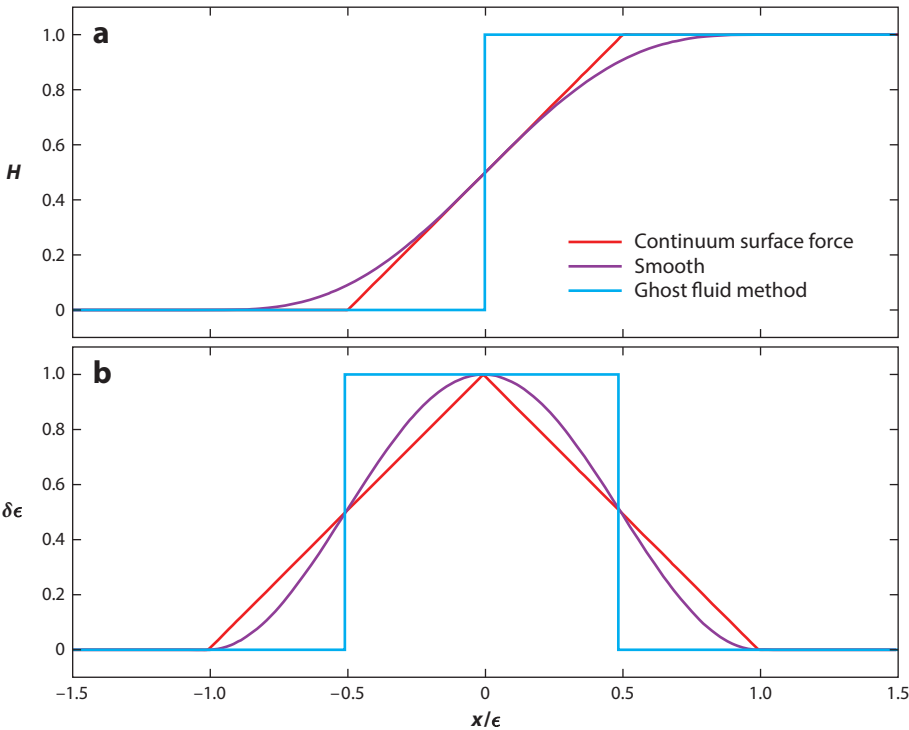 a
1.0
0.8
0.6
H
0.4
0.2
0
Continuum surface force
Smooth
Ghost fluid method
b
1.0
0.8
0.6
δϵ
0.4
0.2
0
−1.5 −1.0 −0.5 0 0.5 1.0 1.5
x/ϵ